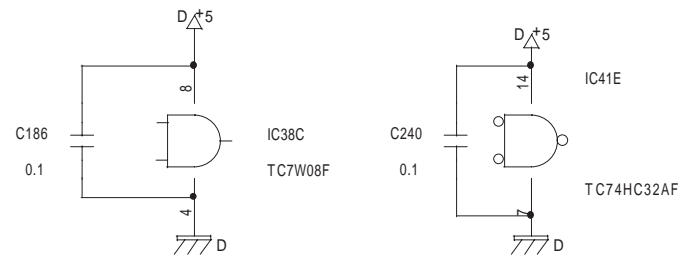 D +5
8
C186
0.1
IC38C
TC7W08F
4
D
D +5
14
IC41E
C240
0.1
TC74HC32AF
7
D